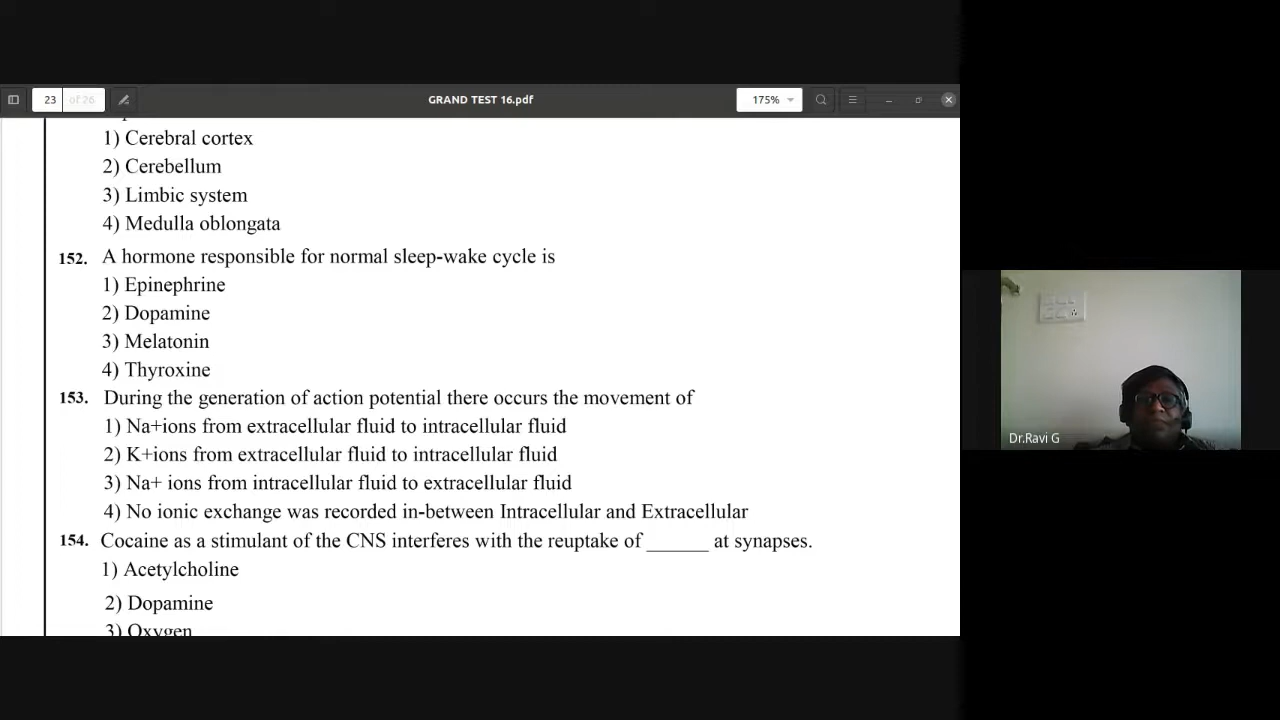 23 of 26
GRAND TEST 16.pdf
175%
1) Cerebral cortex
2) Cerebellum
3) Limbic system
4) Medulla oblongata
152. A hormone responsible for normal sleep-wake cycle is
1) Epinephrine
2) Dopamine
3) Melatonin
4) Thyroxine
153. During the generation of action potential there occurs the movement of
1) Na+ions from extracellular fluid to intracellular fluid
2) K+ions from extracellular fluid to intracellular fluid
3) Na+ ions from intracellular fluid to extracellular fluid
4) No ionic exchange was recorded in-between Intracellular and Extracellular
154. Cocaine as a stimulant of the CNS interferes with the reuptake of ______ at synapses.
1) Acetylcholine
2) Dopamine
3) Oxygen
Dr.Ravi G